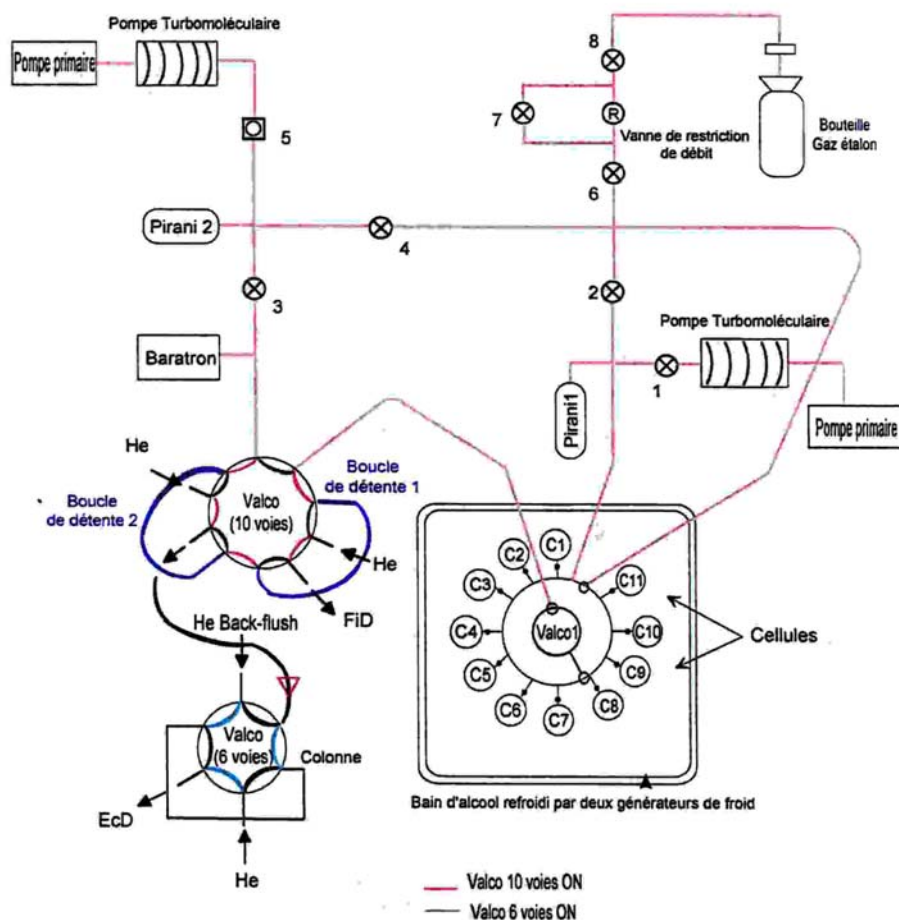 Pompe Turbomoléculaire
Pompe primaire
8
5
7
R
Vanne de restriction
de débit
Bouteille
Gaz étalon
6
Pirani 2
4
3
2
Pompe Turbomoléculaire
Baratron
1
Pirani1
Pompe primaire
He
Boucle
de détente 1
Boucle
de détente 2
Valco
(10 voies)
He
FiD
He Back-flush
C1
C2
C3
C4
C5
C6
C7
C8
C9
C10
C11
Valco1
Cellules
Valco
(6 voies)
Colonne
EcD
He
Bain d'alcool refroidi par deux générateurs de froid
Valco 10 voies ON
Valco 6 voies ON